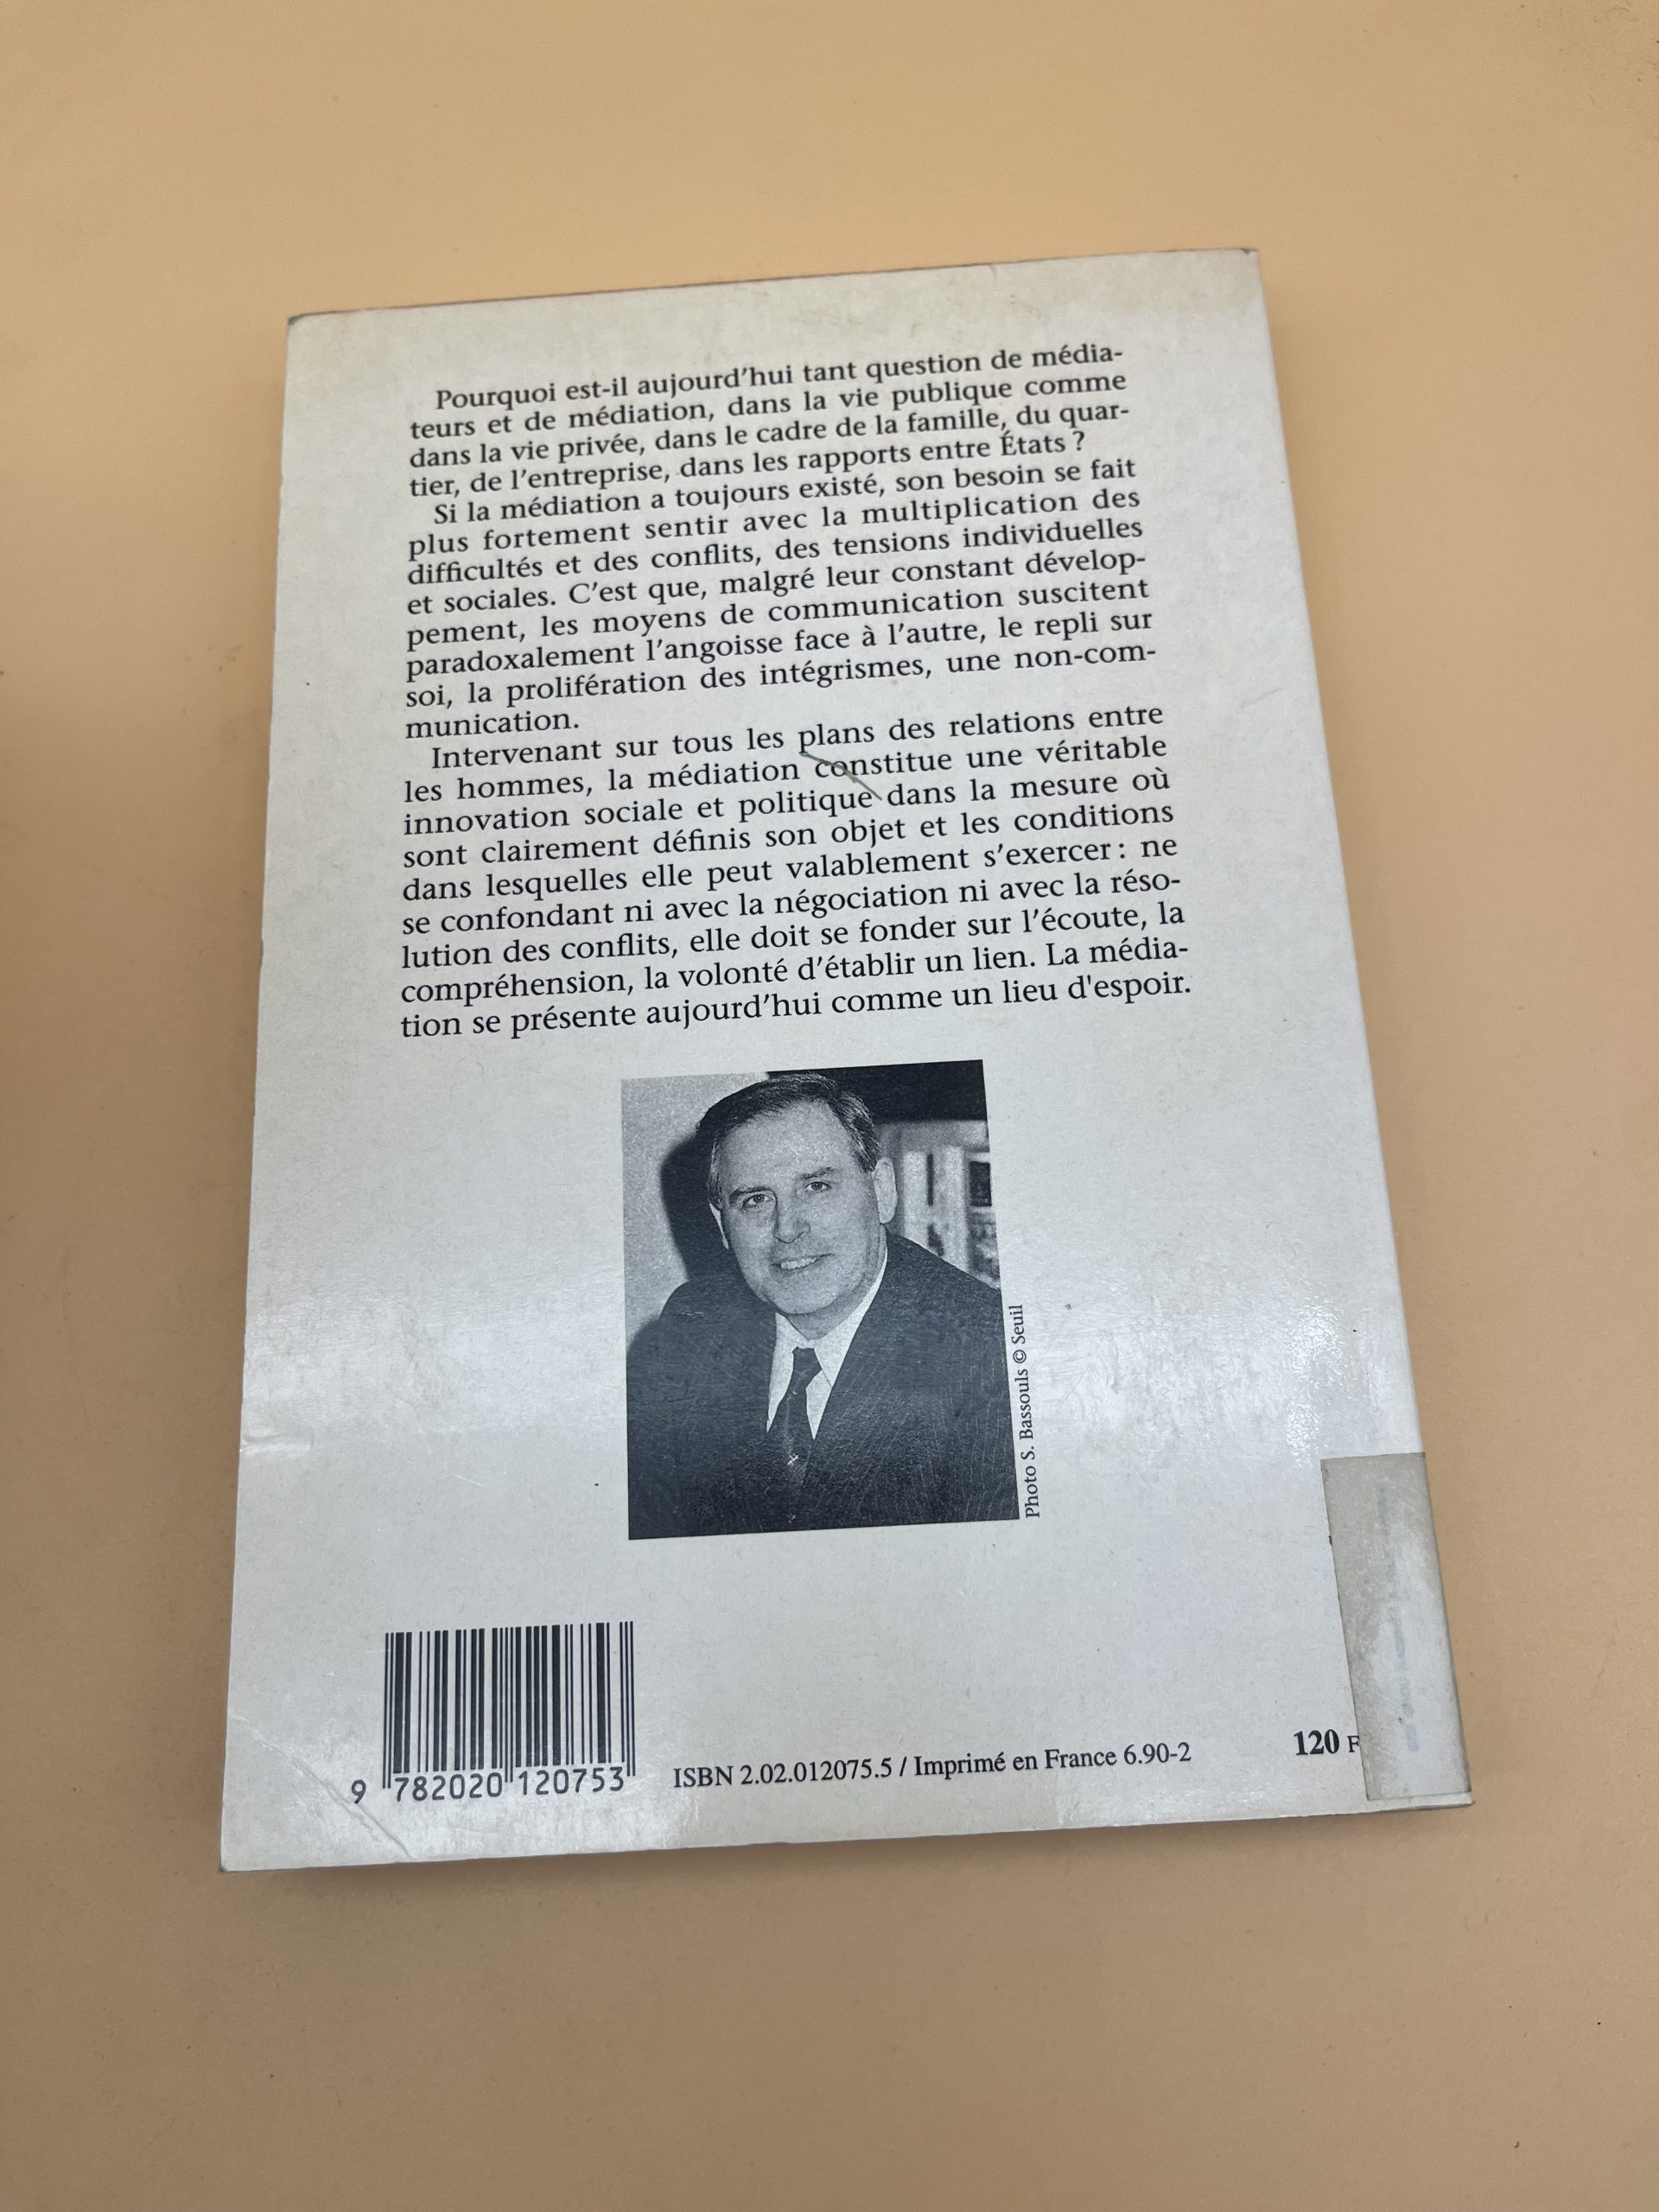 Pourquoi est-il aujourd’hui tant question de média-
teurs et de médiation, dans la vie publique comme
dans la vie privée, dans le cadre de la famille, du quar-
tier, de l’entreprise, dans les rapports entre États ?
Si la médiation a toujours existé, son besoin se fait
plus fortement sentir avec la multiplication des
difficultés et des conflits, des tensions individuelles
et sociales. C’est que, malgré leur constant dévelop-
pement, les moyens de communication suscitent
paradoxalement l’angoisse face à l’autre, le repli sur
soi, la prolifération des intégrismes, une non-com-
munication.
Intervenant sur tous les plans des relations entre
les hommes, la médiation constitue une véritable
innovation sociale et politique dans la mesure où
sont clairement définis son objet et les conditions
dans lesquelles elle peut valablement s’exercer : ne
se confondant ni avec la négociation ni avec la réso-
lution des conflits, elle doit se fonder sur l’écoute, la
compréhension, la volonté d’établir un lien. La média-
tion se présente aujourd’hui comme un lieu d'espoir.
Photo S. Bassouls © Seuil
9 782020 120753
ISBN 2.02.012075.5 / Imprimé en France 6.90-2
120 F